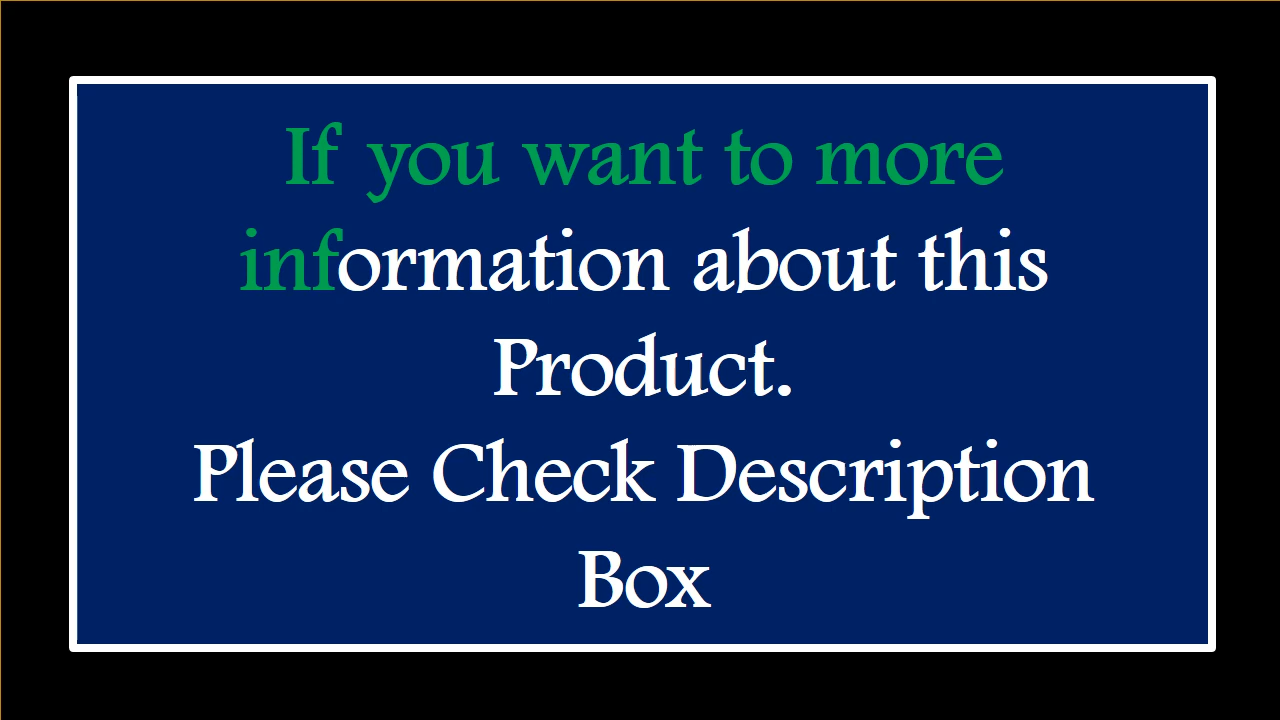 If you want to more
information about this
Product.
Please Check Description
Box